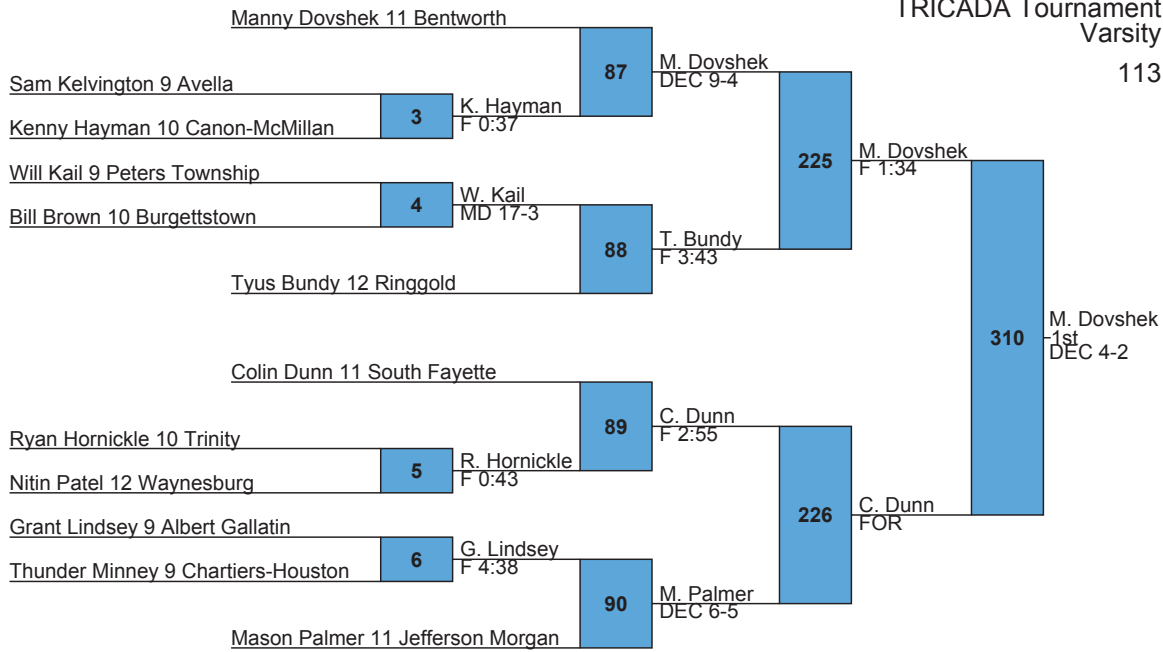 TRICADA Tournament
Varsity
113
Manny Dovshek 11 Bentworth
87
M. Dovshek
DEC 9-4
Sam Kelvington 9 Avella
3
K. Hayman
F 0:37
Kenny Hayman 10 Canon-McMillan
225
M. Dovshek
F 1:34
Will Kail 9 Peters Township
4
W. Kail
MD 17-3
Bill Brown 10 Burgettstown
88
T. Bundy
F 3:43
Tyus Bundy 12 Ringgold
310
M. Dovshek
1st
DEC 4-2
Colin Dunn 11 South Fayette
89
C. Dunn
F 2:55
Ryan Hornickle 10 Trinity
5
R. Hornickle
F 0:43
Nitin Patel 12 Waynesburg
226
C. Dunn
FOR
Grant Lindsey 9 Albert Gallatin
6
G. Lindsey
F 4:38
Thunder Minney 9 Chartiers-Houston
90
M. Palmer
DEC 6-5
Mason Palmer 11 Jefferson Morgan